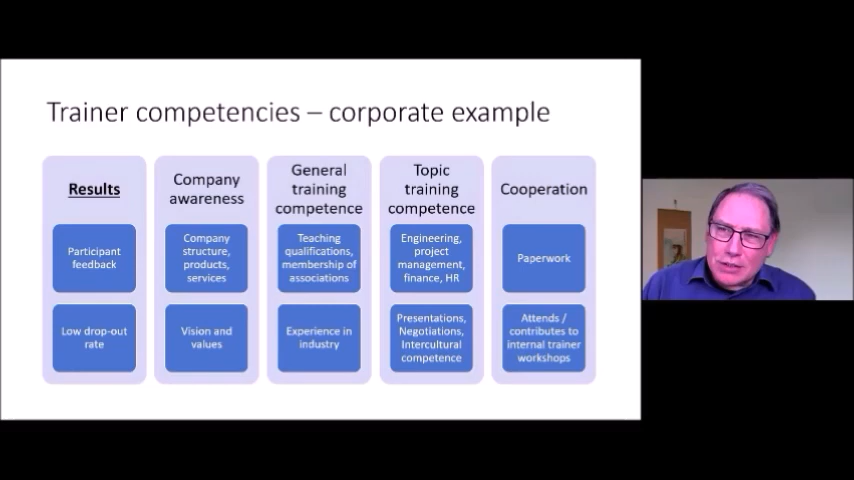 Trainer competencies – corporate example
Results
Participant
feedback
Low drop-out
rate
Company
awareness
Company
structure,
products,
services
Vision and
values
General
training
competence
Teaching
qualifications,
membership of
associations
Experience in
industry
Topic
training
competence
Engineering,
project
management,
finance, HR
Presentations,
Negotiations,
Intercultural
competence
Cooperation
Paperwork
Attends /
contributes to
internal trainer
workshops